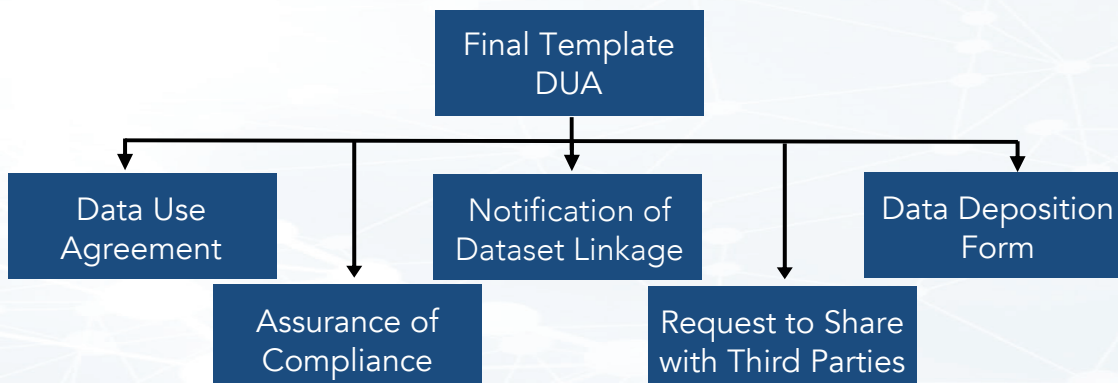 Final Template
DUA
Data Use
Agreement
Notification of
Dataset Linkage
Data Deposition
Form
Assurance of
Compliance
Request to Share
with Third Parties